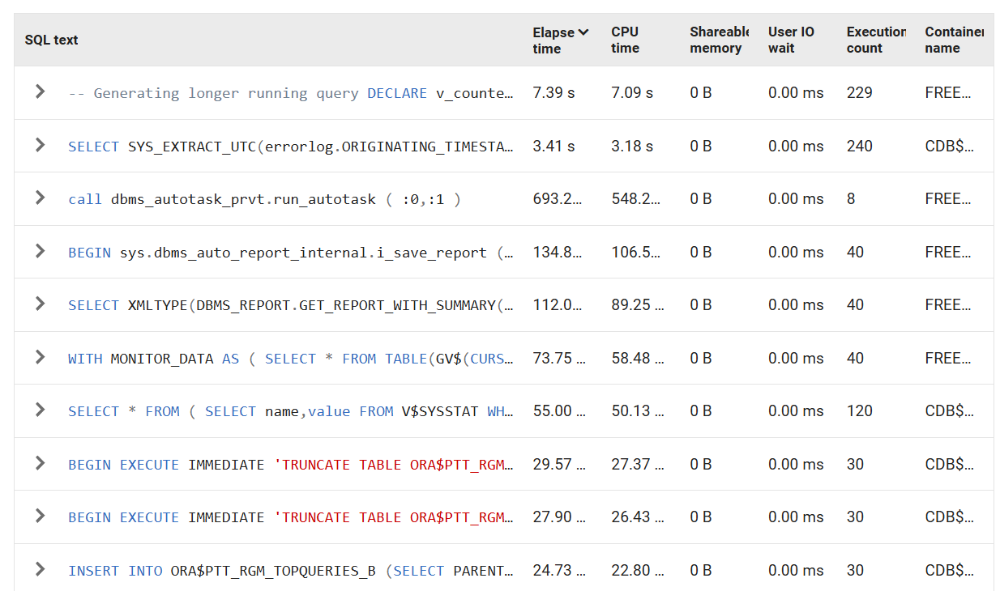 SQL text Elapse time CPU time Shareable memory User IO wait Execution count Container name
-- Generating longer running query DECLARE v_counte… 7.39 s 7.09 s 0 B 0.00 ms 229 FREE…
SELECT SYS_EXTRACT_UTC(errorlog.ORIGINATING_TIMESTA… 3.41 s 3.18 s 0 B 0.00 ms 240 CDB$…
call dbms_autotask_prvt.run_autotask ( :0,:1 ) 693.2… 548.2… 0 B 0.00 ms 8 FREE…
BEGIN sys.dbms_auto_report_internal.i_save_report (… 134.8… 106.5… 0 B 0.00 ms 40 FREE…
SELECT XMLTYPE(DBMS_REPORT.GET_REPORT_WITH_SUMMARY(… 112.0… 89.25 … 0 B 0.00 ms 40 FREE…
WITH MONITOR_DATA AS ( SELECT * FROM TABLE(GV$(CURS… 73.75 … 58.48 … 0 B 0.00 ms 40 FREE…
SELECT * FROM ( SELECT name,value FROM V$SYSSTAT WH… 55.00 … 50.13 … 0 B 0.00 ms 120 CDB$…
BEGIN EXECUTE IMMEDIATE 'TRUNCATE TABLE ORA$PTT_RGM… 29.57 … 27.37 … 0 B 0.00 ms 30 CDB$…
BEGIN EXECUTE IMMEDIATE 'TRUNCATE TABLE ORA$PTT_RGM… 27.90 … 26.43 … 0 B 0.00 ms 30 CDB$…
INSERT INTO ORA$PTT_RGM_TOPQUERIES_B (SELECT PARENT… 24.73 … 22.80 … 0 B 0.00 ms 30 CDB$…